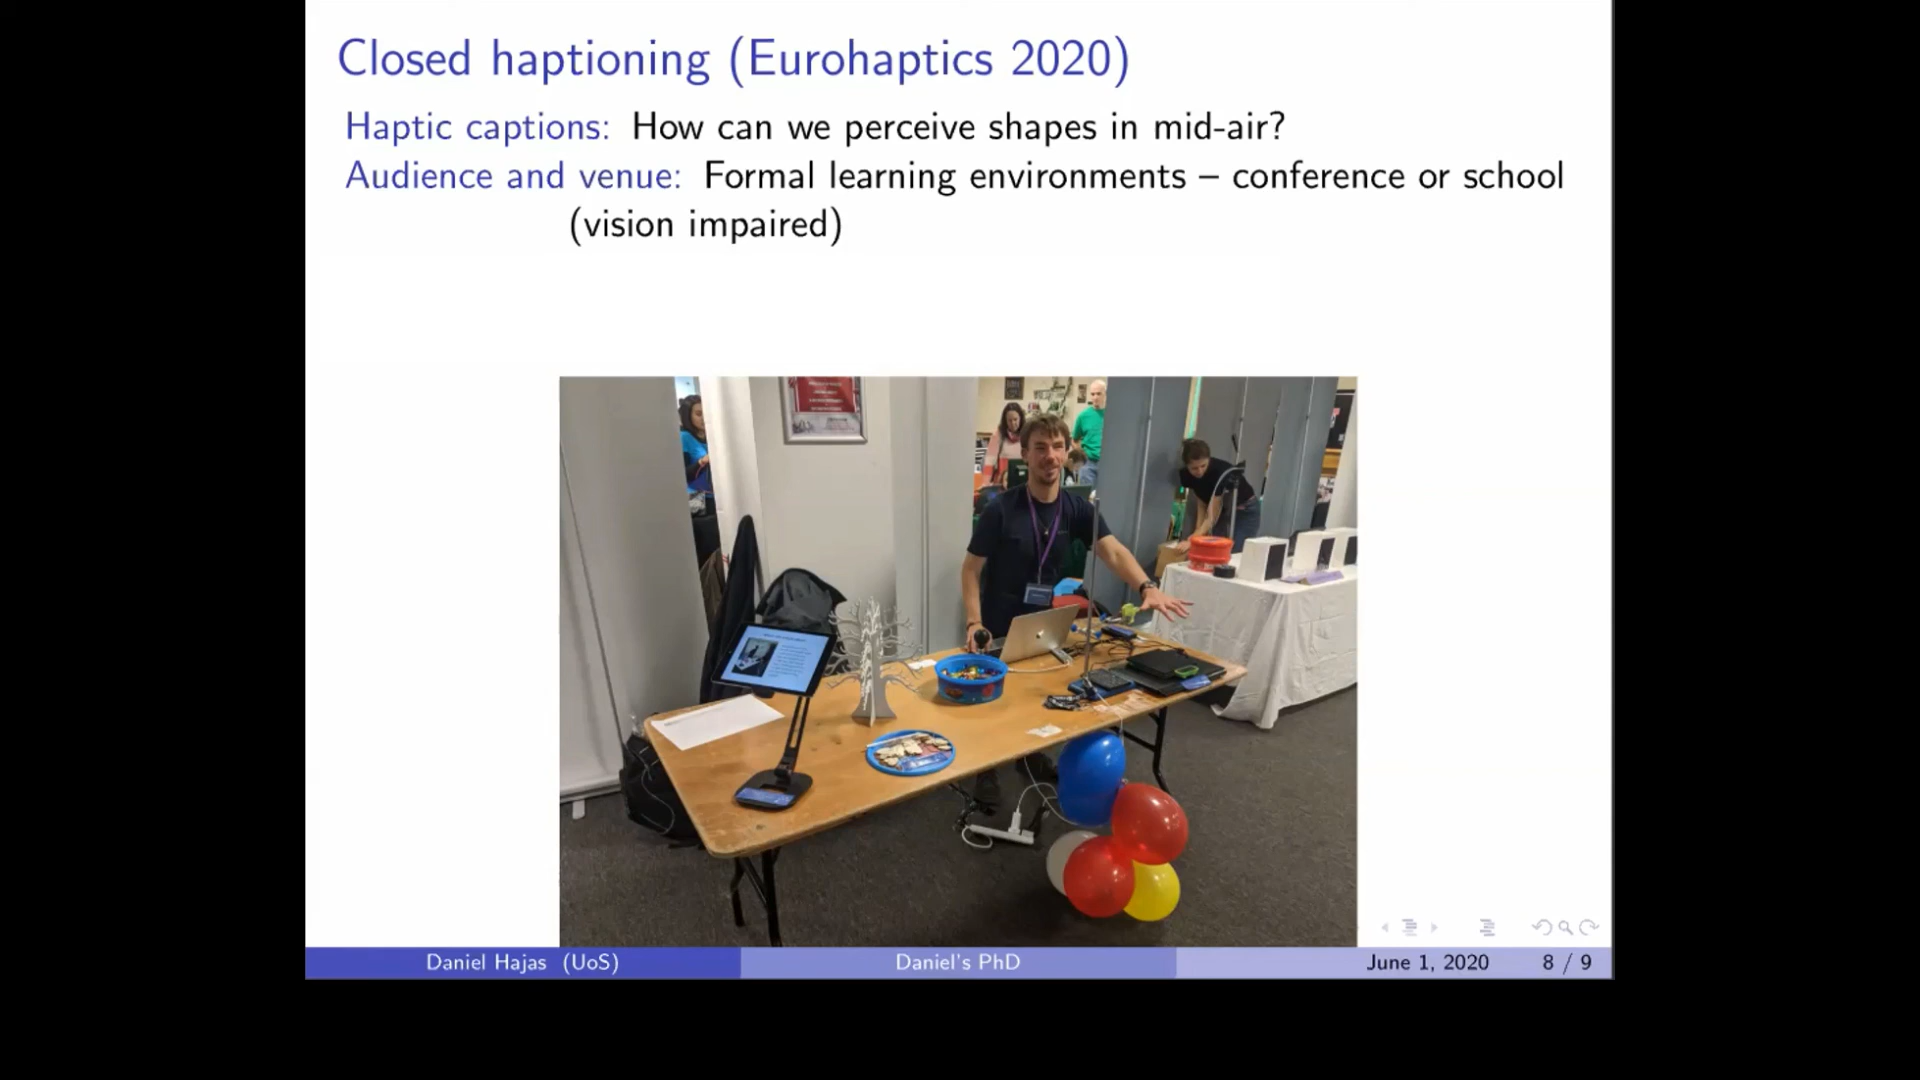 Closed haptioning (Eurohaptics 2020)
Haptic captions: How can we perceive shapes in mid-air?
Audience and venue: Formal learning environments – conference or school
(vision impaired)
Daniel Hajas (UoS)
Daniel's PhD
June 1, 2020
8 / 9